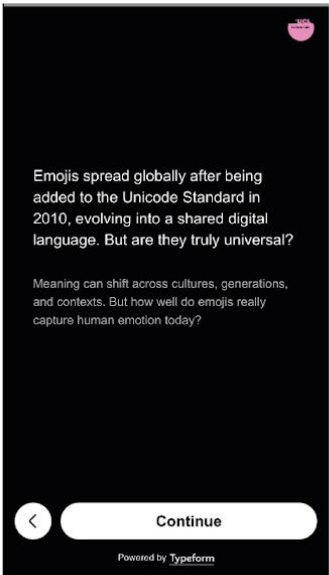 Emojis spread globally after being
added to the Unicode Standard in
2010, evolving into a shared digital
language. But are they truly universal?
Meaning can shift across cultures, generations,
and contexts. But how well do emojis really
capture human emotion today?
Continue
Powered by Typeform